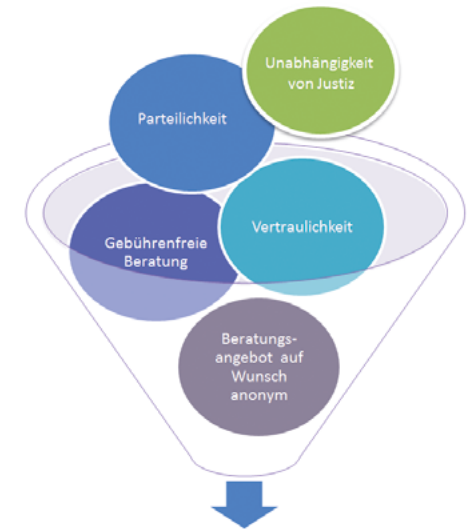 Unabhängigkeit
von Justiz
Parteilichkeit
Vertraulichkeit
Gebührenfreie
Beratung
Beratungs-
angebot auf
Wunsch
anonym